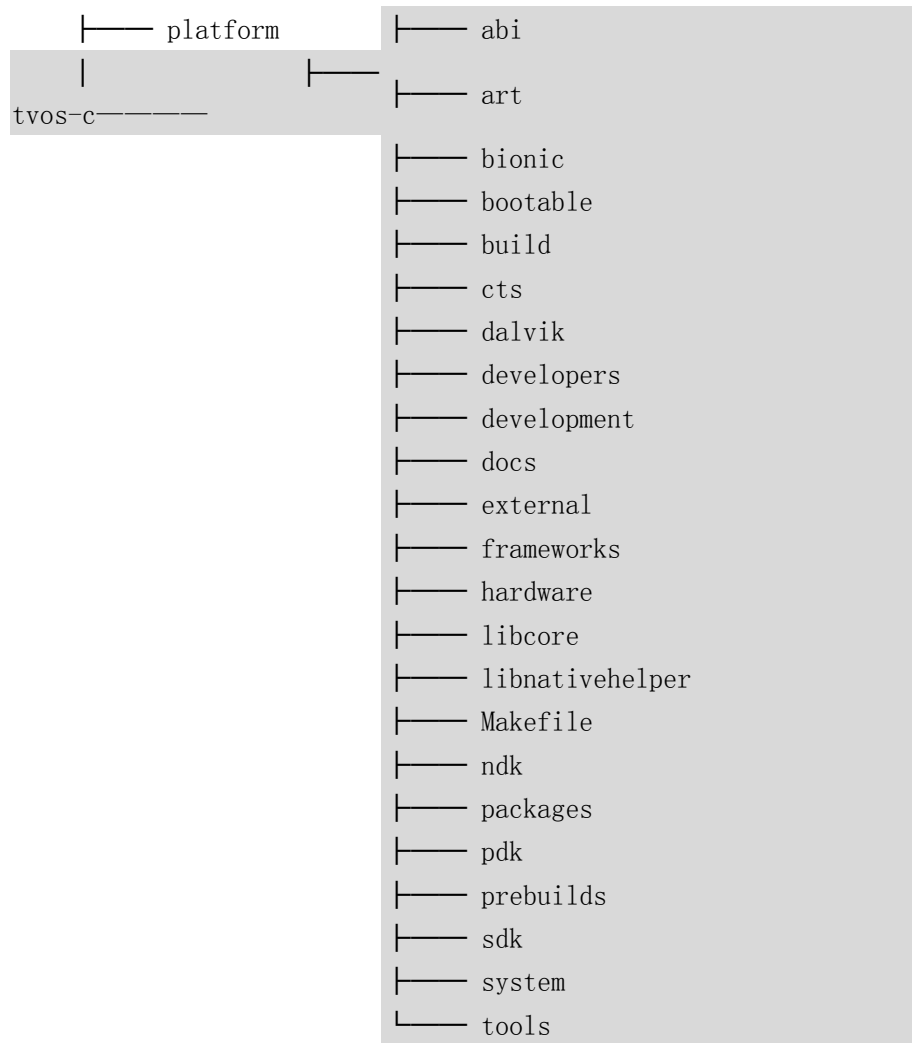 ├── platform
├── abi
│ ├──
├── art
tvos-c————
├── bionic
├── bootable
├── build
├── cts
├── dalvik
├── developers
├── development
├── docs
├── external
├── frameworks
├── hardware
├── libcore
├── libnativehelper
├── Makefile
├── ndk
├── packages
├── pdk
├── prebuilds
├── sdk
├── system
└── tools